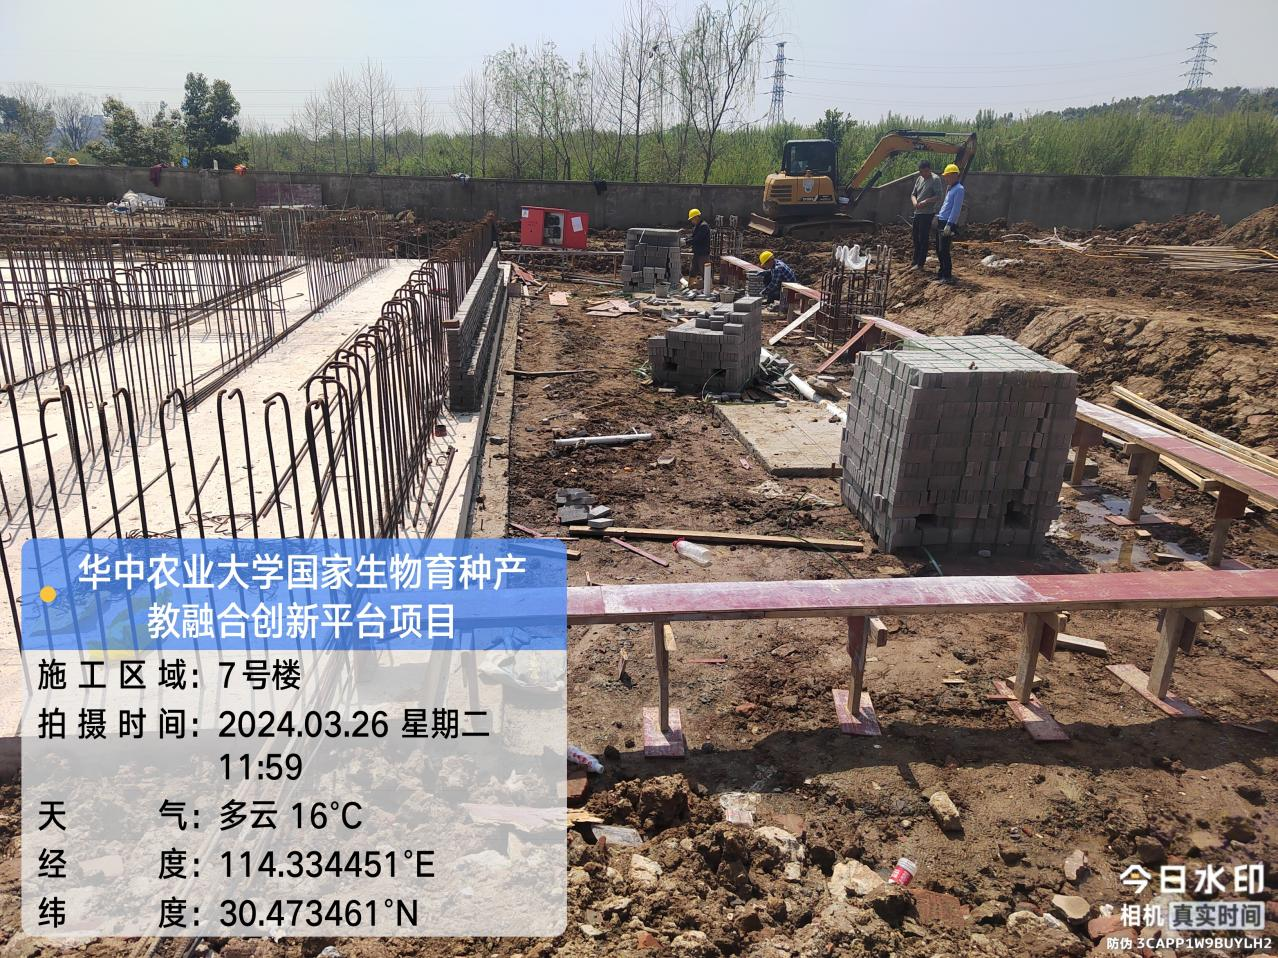 华中农业大学国家生物育种产
教融合创新平台项目
施工区域：7号楼
拍摄时间：2024.03.26 星期二
11:59
天气：多云 16°C
经度：114.334451°E
纬度：30.473461°N
今日水印
相机 真实时间
防伪 3CAPP1W9BUYLH2